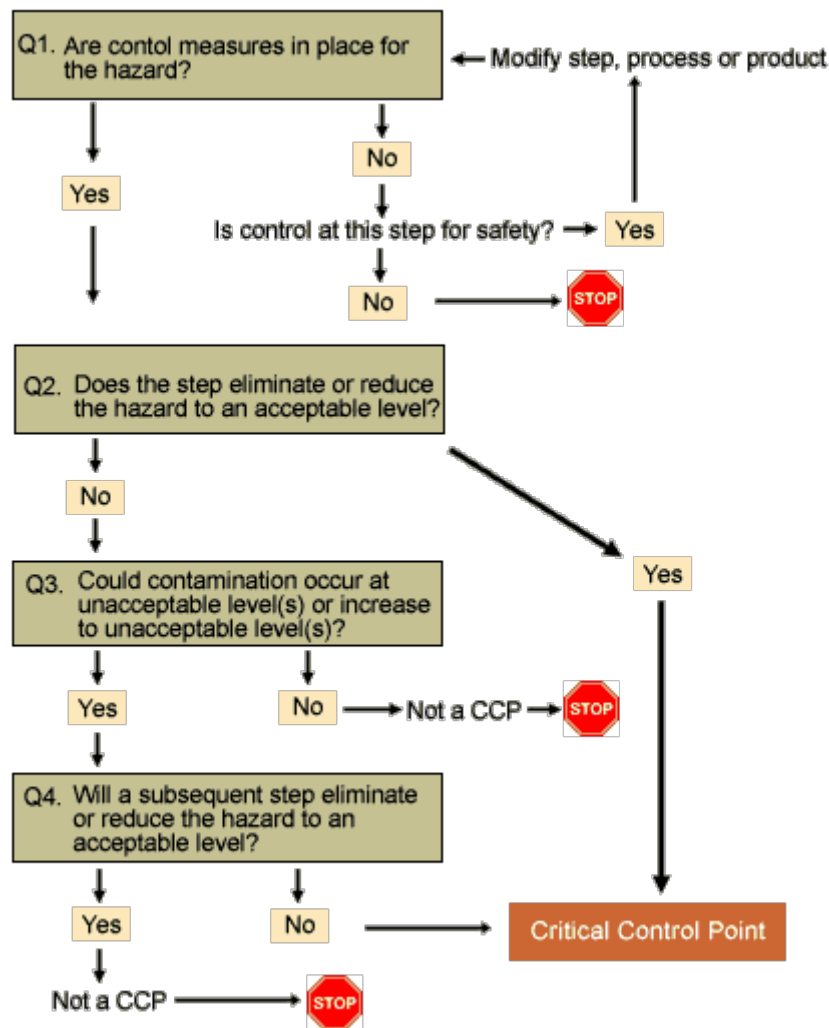 Q1. Are contol measures in place for
the hazard?
Modify step, process or product
No
Yes
Is control at this step for safety?
Yes
No
STOP
Q2. Does the step eliminate or reduce
the hazard to an acceptable level?
No
Yes
Q3. Could contamination occur at
unacceptable level(s) or increase
to unacceptable level(s)?
Yes
No
Not a CCP
STOP
Q4. Will a subsequent step eliminate
or reduce the hazard to an
acceptable level?
Yes
No
Critical Control Point
Not a CCP
STOP